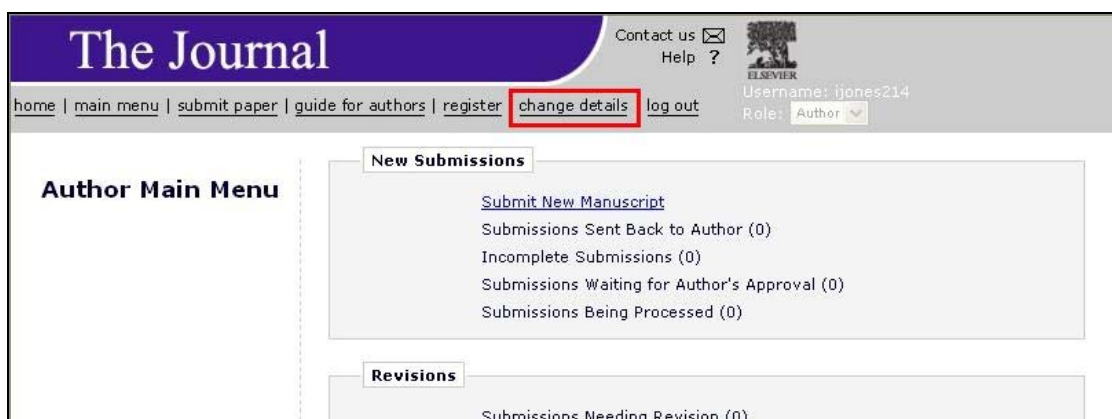 The Journal
Contact us
Help ?
ELSEVIER
home | main menu | submit paper | guide for authors | register change details log out
Username: ijones214
Role: Author
Author Main Menu
New Submissions
Submit New Manuscript
Submissions Sent Back to Author (0)
Incomplete Submissions (0)
Submissions Waiting for Author's Approval (0)
Submissions Being Processed (0)
Revisions
Submissions Needing Revision (0)